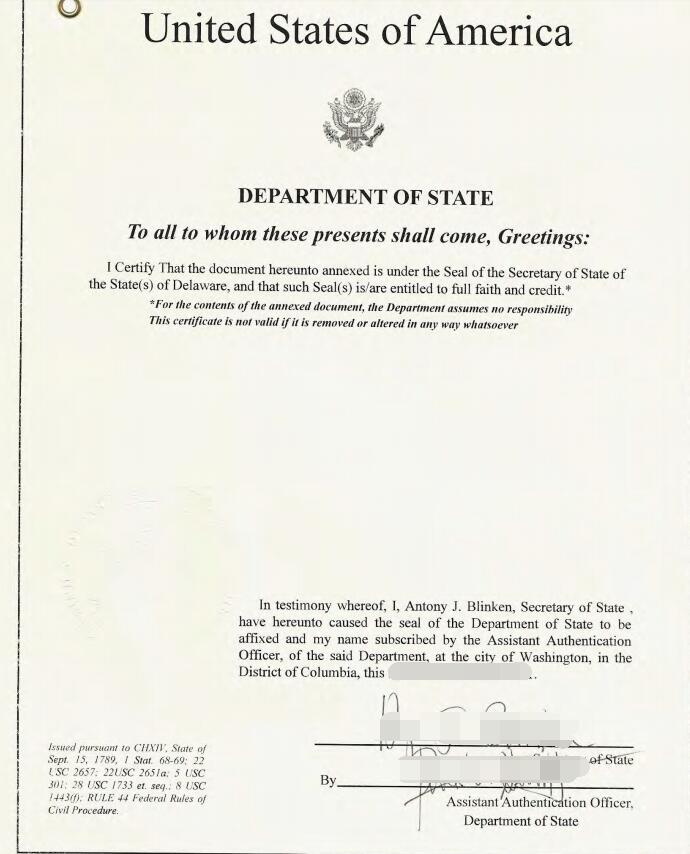 United States of America
DEPARTMENT OF STATE
To all to whom these presents shall come, Greetings:
I Certify That the document hereunto annexed is under the Seal of the Secretary of State of
the State(s) of Delaware, and that such Seal(s) is/are entitled to full faith and credit.*
*For the contents of the annexed document, the Department assumes no responsibility
This certificate is not valid if it is removed or altered in any way whatsoever
In testimony whereof, I, Antony J. Blinken, Secretary of State ,
have hereunto caused the seal of the Department of State to be
affixed and my name subscribed by the Assistant Authentication
Officer, of the said Department, at the city of Washington, in the
District of Columbia, this
of State
By
Assistant Authentication Officer,
Department of State
Issued pursuant to CHXIV, State of
Sept. 15, 1789, 1 Stat. 68-69; 22
USC 2657; 22USC 2651a; 5 USC
301; 28 USC 1733 et. seq.; 8 USC
1443(f); RULE 44 Federal Rules of
Civil Procedure.